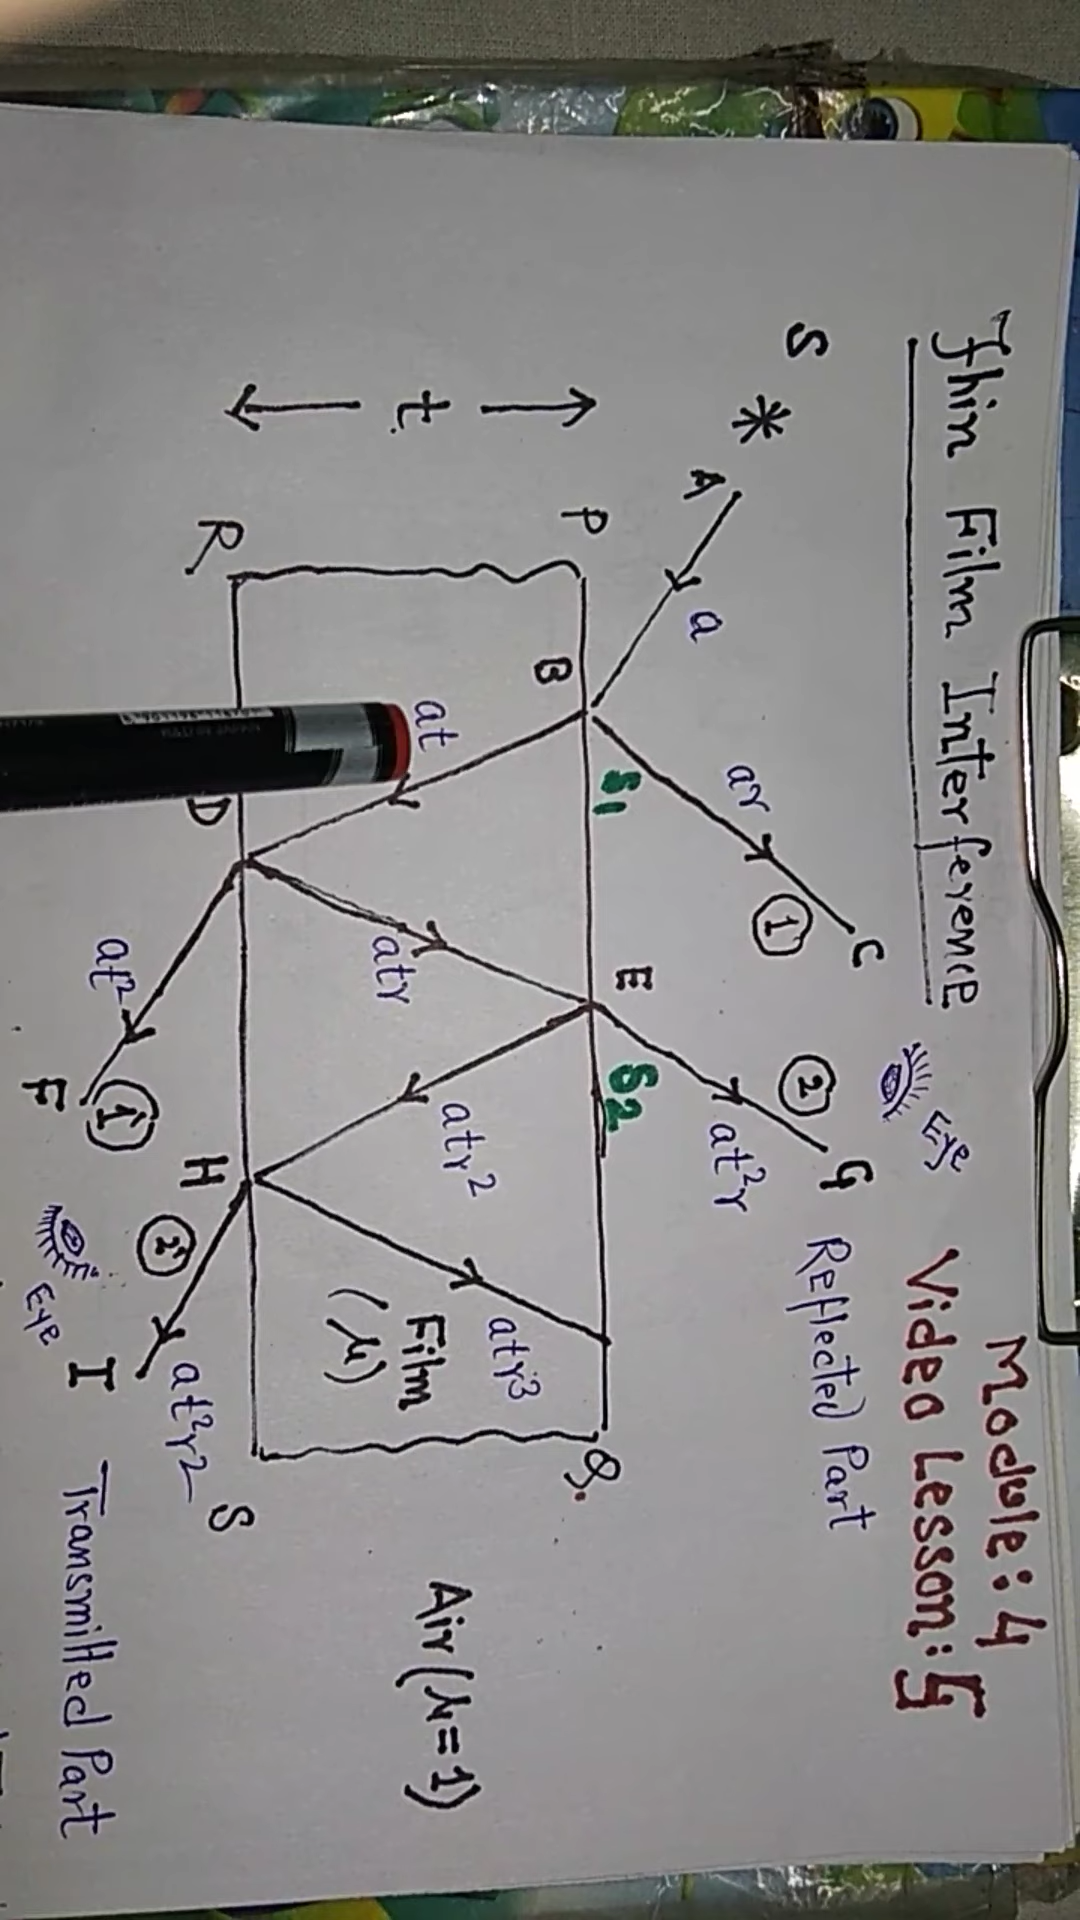 Thin Film Interference
Module: 4
Video Lesson: 5
S
Eye
Reflected Part
A
a
ar
1
C
2
G
at²r
P
B
S1
E
S2
Q.
t
at
atr
atr²
atr³
Film
(μ)
Air (μ=1)
R
D
H
S
at²
F
1'
2'
I
at²r²
Eye
Transmitted Part